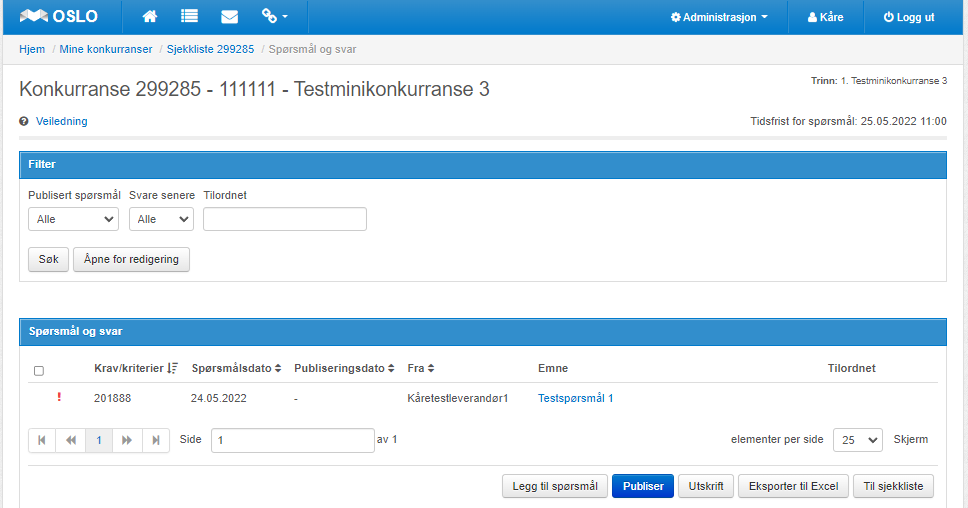 OSLO Administrasjon Kåre Logg ut
Hjem / Mine konkurranser / Sjekkliste 299285 / Spørsmål og svar
Trinn: 1. Testminikonkurranse 3
Konkurranse 299285 - 111111 - Testminikonkurranse 3
Veiledning Tidsfrist for spørsmål: 25.05.2022 11:00
Filter
Publisert spørsmål Svare senere Tilordnet
Alle Alle
Søk Åpne for redigering
Spørsmål og svar
Krav/kriterier Spørsmålsdato Publiseringsdato Fra Emne Tilordnet
! 201888 24.05.2022 - Kåretestleverandør1 Testspørsmål 1
1 Side 1 av 1 elementer per side 25 Skjerm
Legg til spørsmål Publiser Utskrift Eksporter til Excel Til sjekkliste